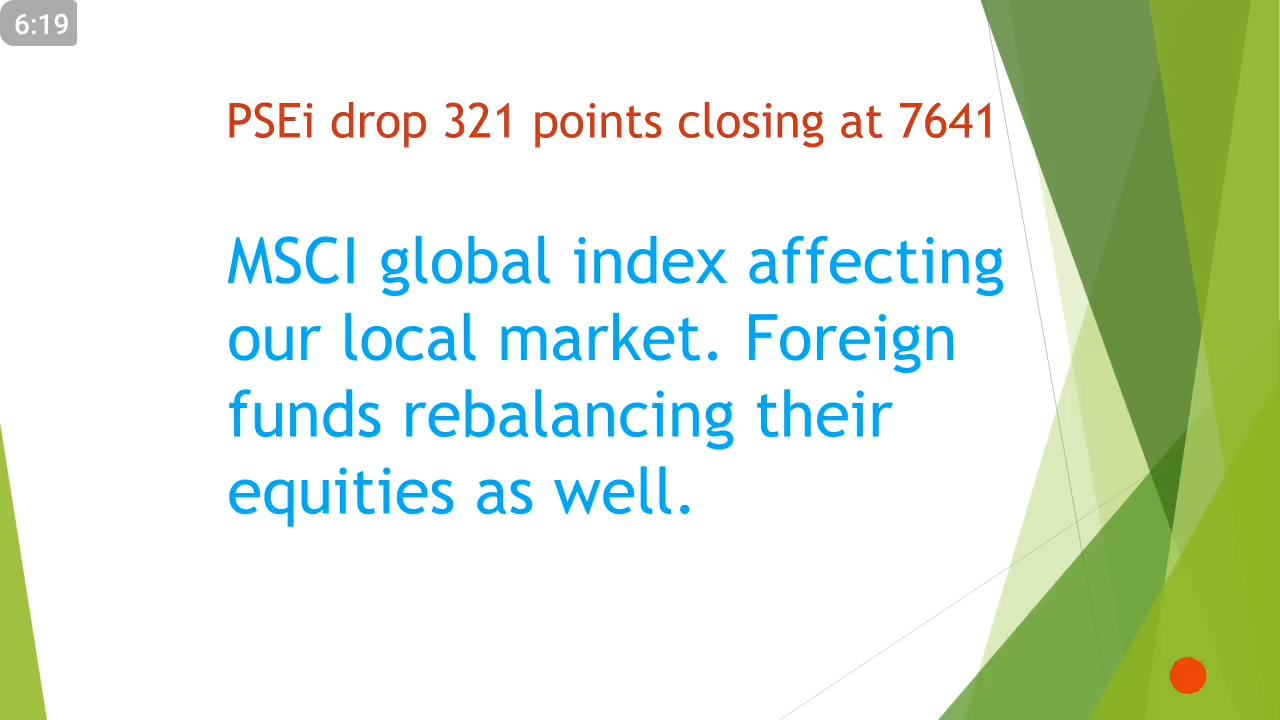 6:19
PSEi drop 321 points closing at 7641
MSCI global index affecting
our local market. Foreign
funds rebalancing their
equities as well.